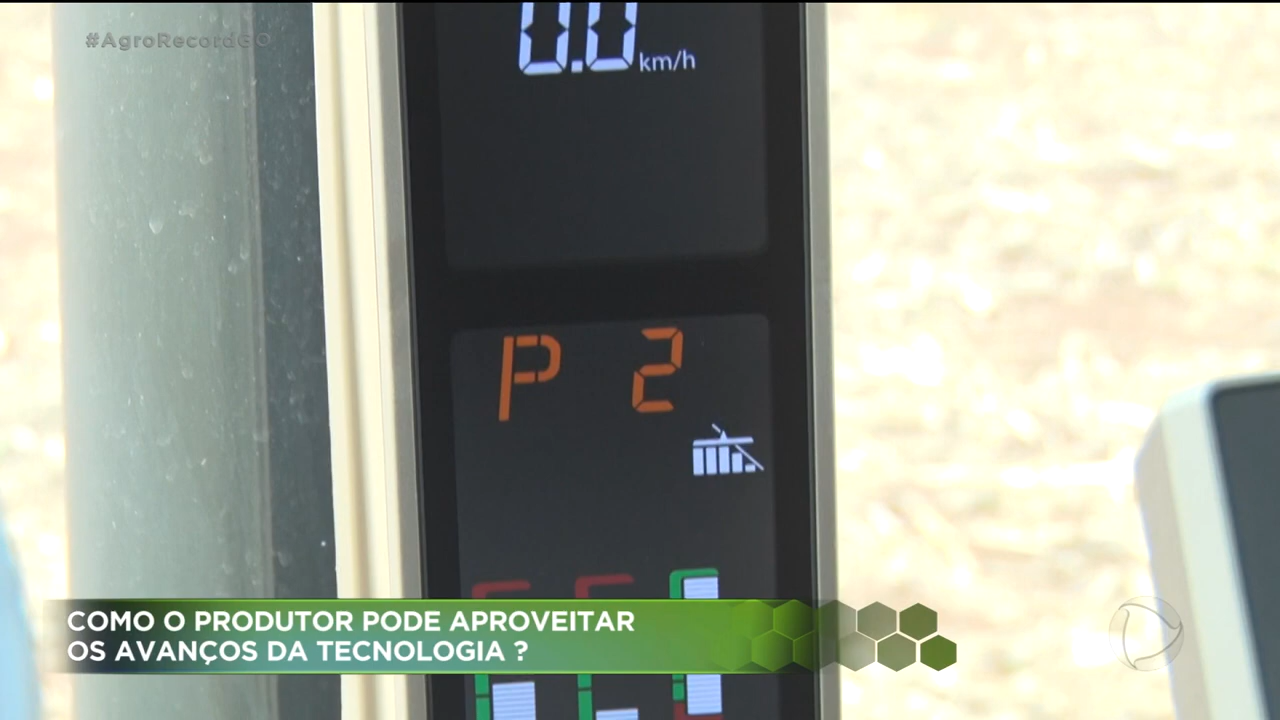 #AgroRecordGO
0.0 km/h
P 2
COMO O PRODUTOR PODE APROVEITAR
OS AVANÇOS DA TECNOLOGIA ?